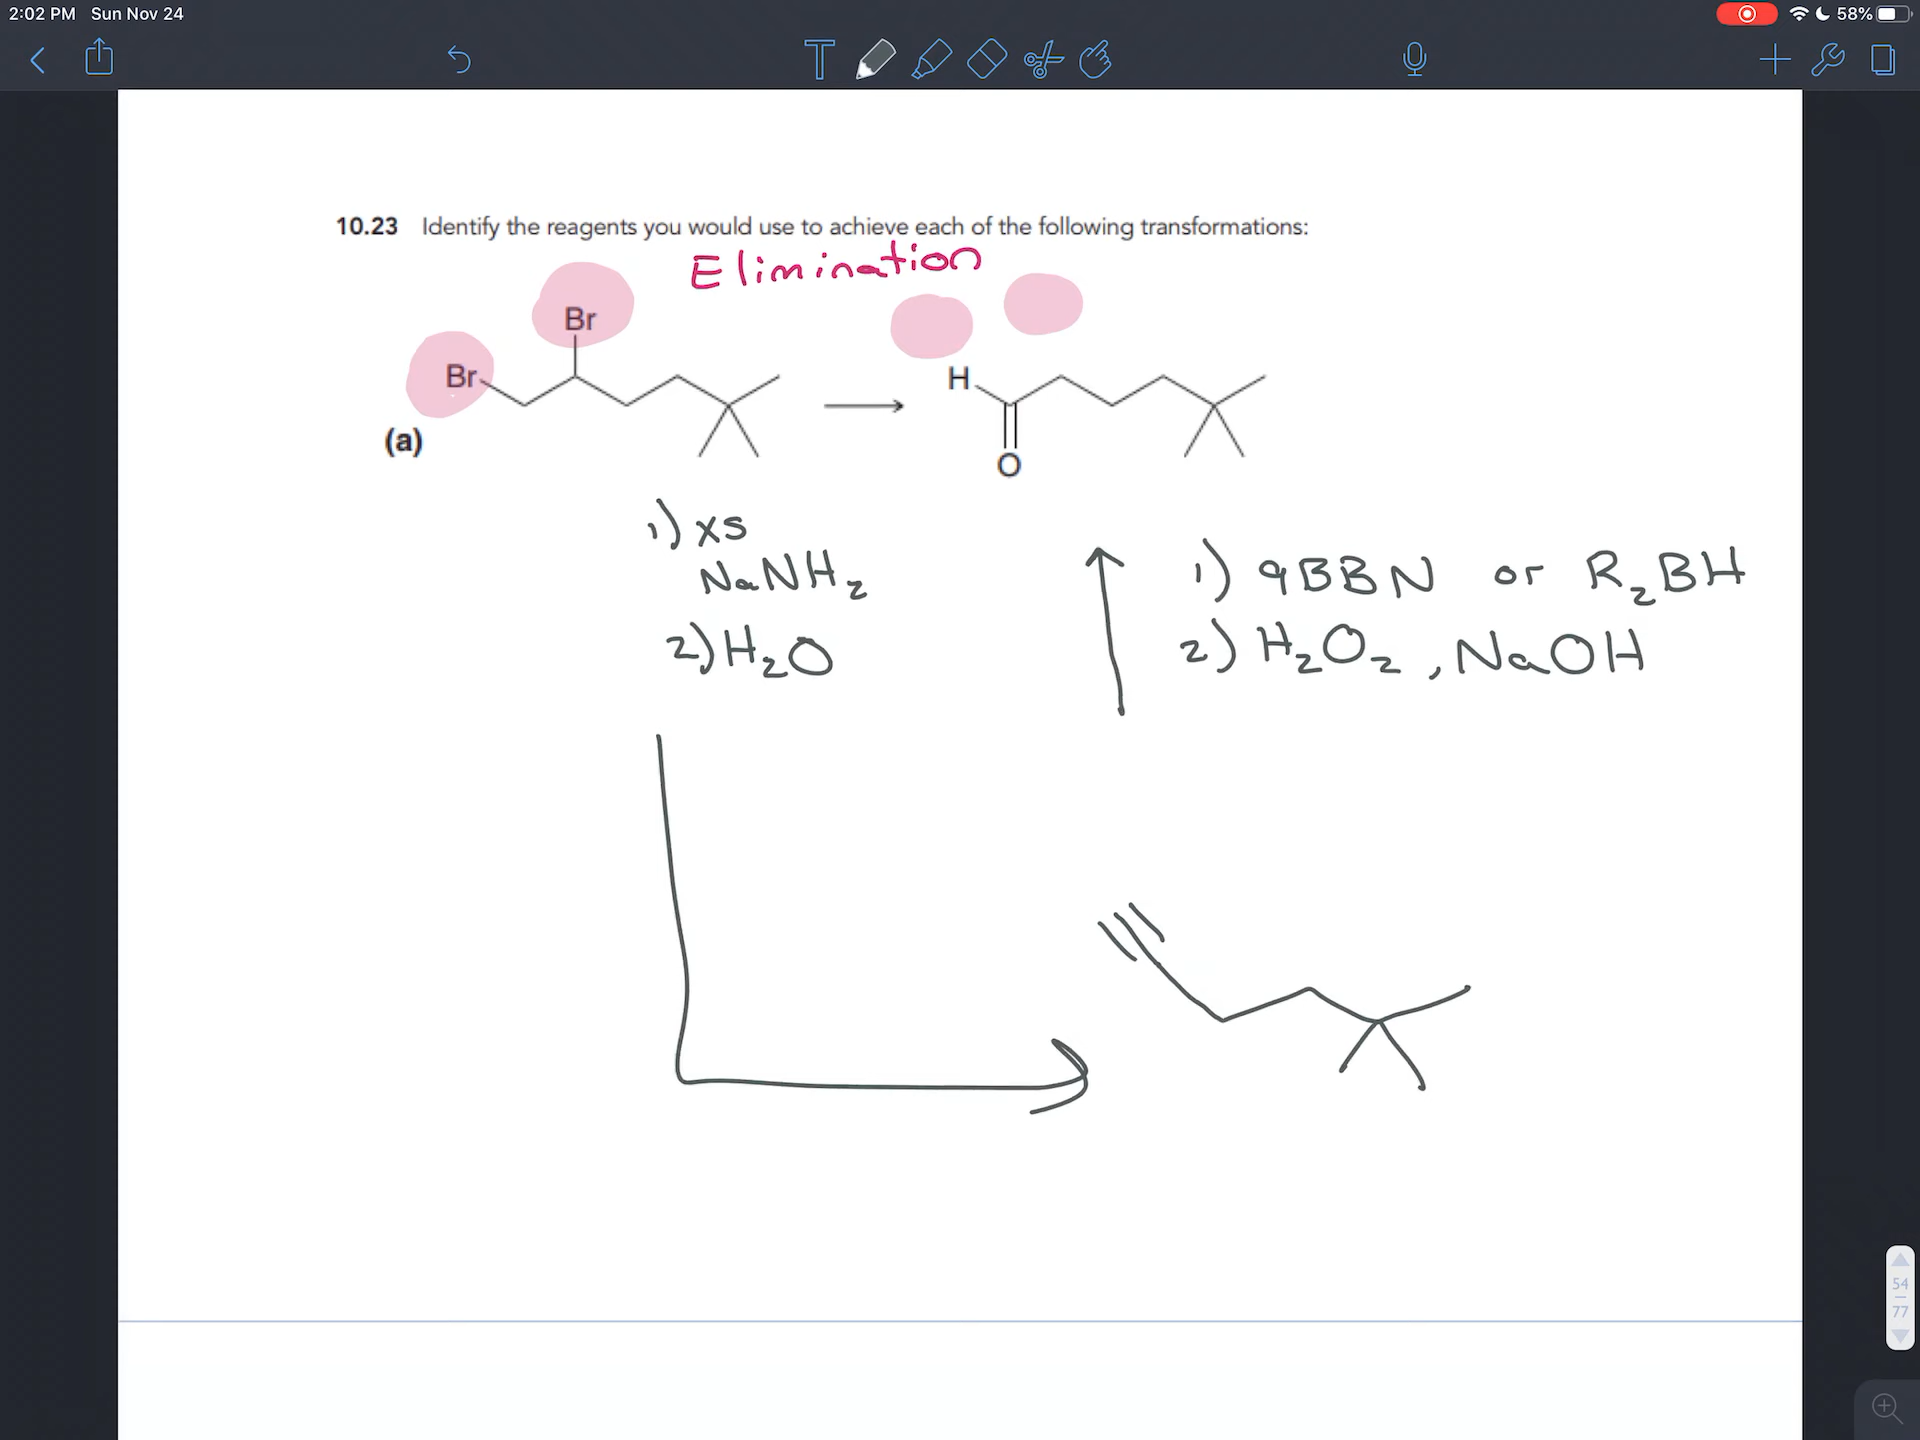 2:02 PM Sun Nov 24 58%
T
10.23 Identify the reagents you would use to achieve each of the following transformations:
Elimination
Br
Br
H
O
(a)
1) xs
NaNH2
2) H2O
1) 9BBN or R2BH
2) H2O2, NaOH
54
77